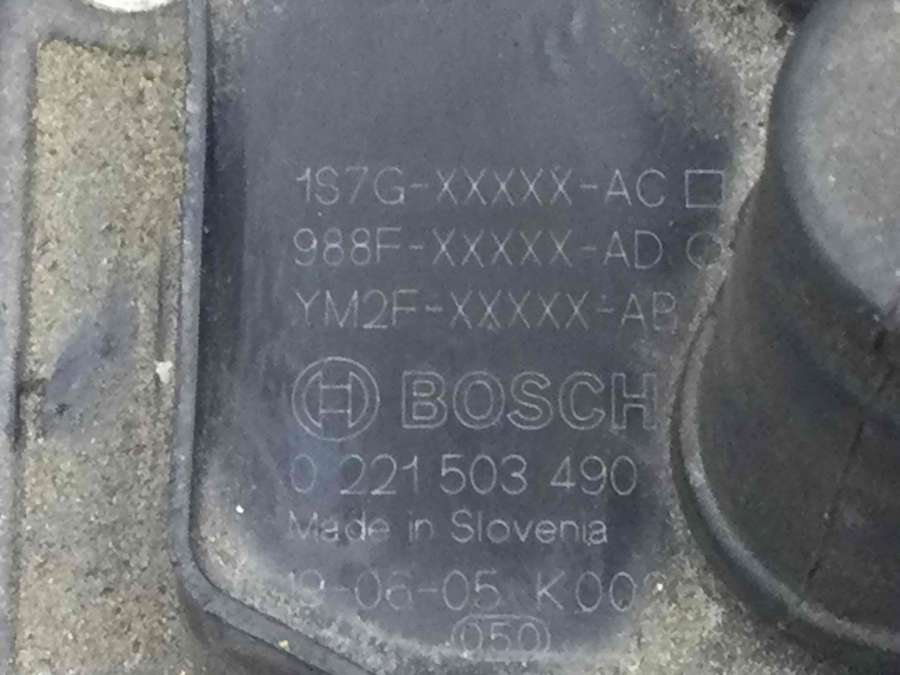 1S7G-XXXXX-AC
988F-XXXXX-AD
YM2F-XXXXX-AB
BOSCH
0 221 503 490
Made in Slovenia
050